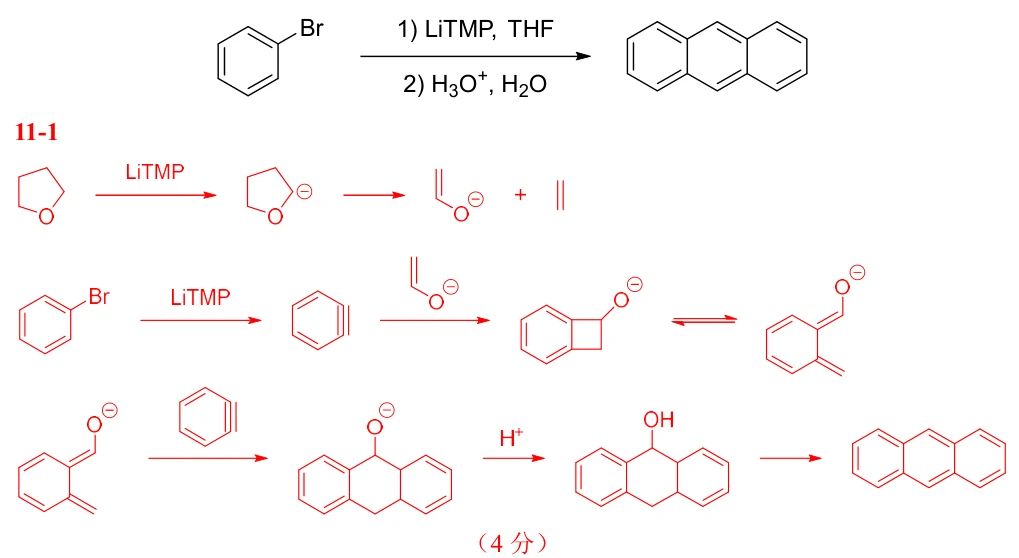 Br
1) LiTMP, THF
2) H₃O⁺, H₂O
11-1
LiTMP
O
O
O
+
Br
LiTMP
O
O
O
O
O
H⁺
OH
(4 分)